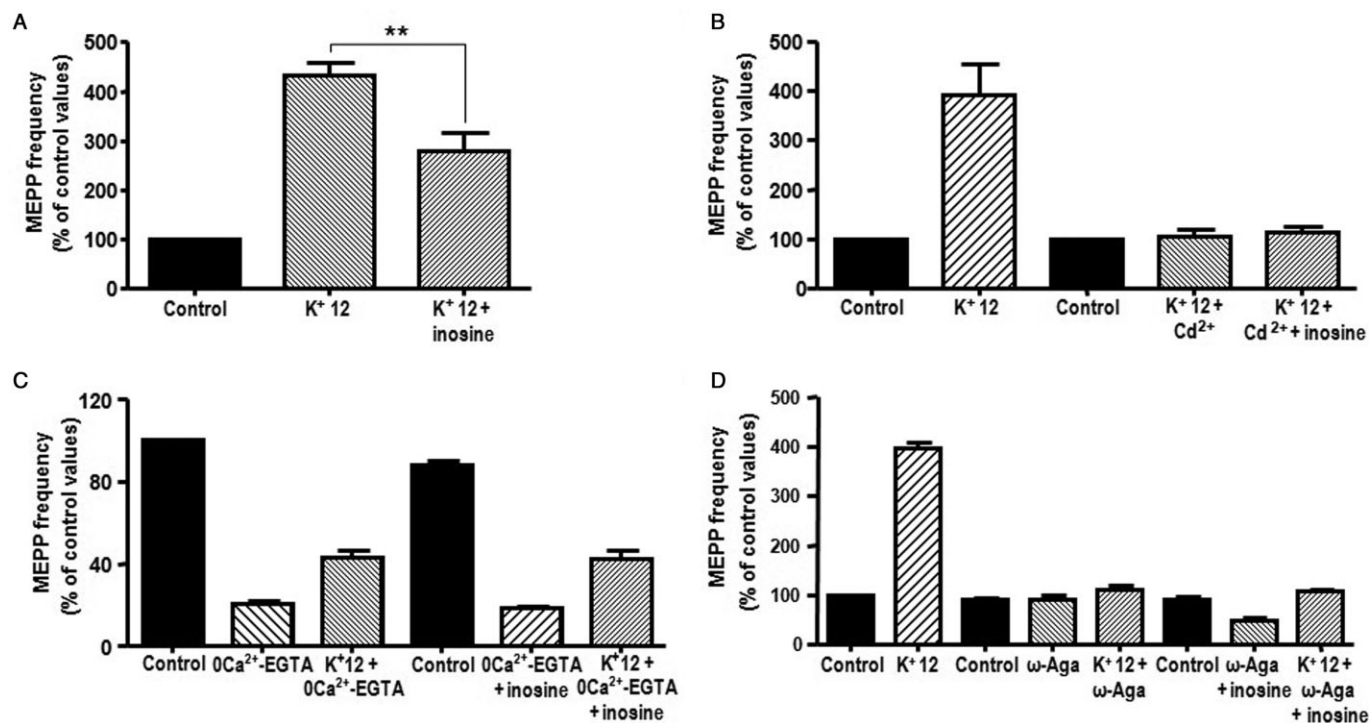 A
MEPP frequency
(% of control values)
500
400
300
200
100
0
**
Control
K⁺ 12
K⁺ 12 +
inosine
B
MEPP frequency
(% of control values)
500
400
300
200
100
0
Control
K⁺ 12
Control
K⁺ 12 +
Cd²⁺
K⁺ 12 +
Cd²⁺ + inosine
C
MEPP frequency
(% of control values)
120
80
40
0
Control
0Ca²⁺-EGTA
K⁺12 +
0Ca²⁺-EGTA
Control
0Ca²⁺-EGTA
+ inosine
K⁺12 +
0Ca²⁺-EGTA
+ inosine
D
MEPP frequency
(% of control values)
500
400
300
200
100
0
Control
K⁺ 12
Control
ω-Aga
K⁺ 12 +
ω-Aga
Control
ω-Aga
+ inosine
K⁺ 12 +
ω-Aga
+ inosine